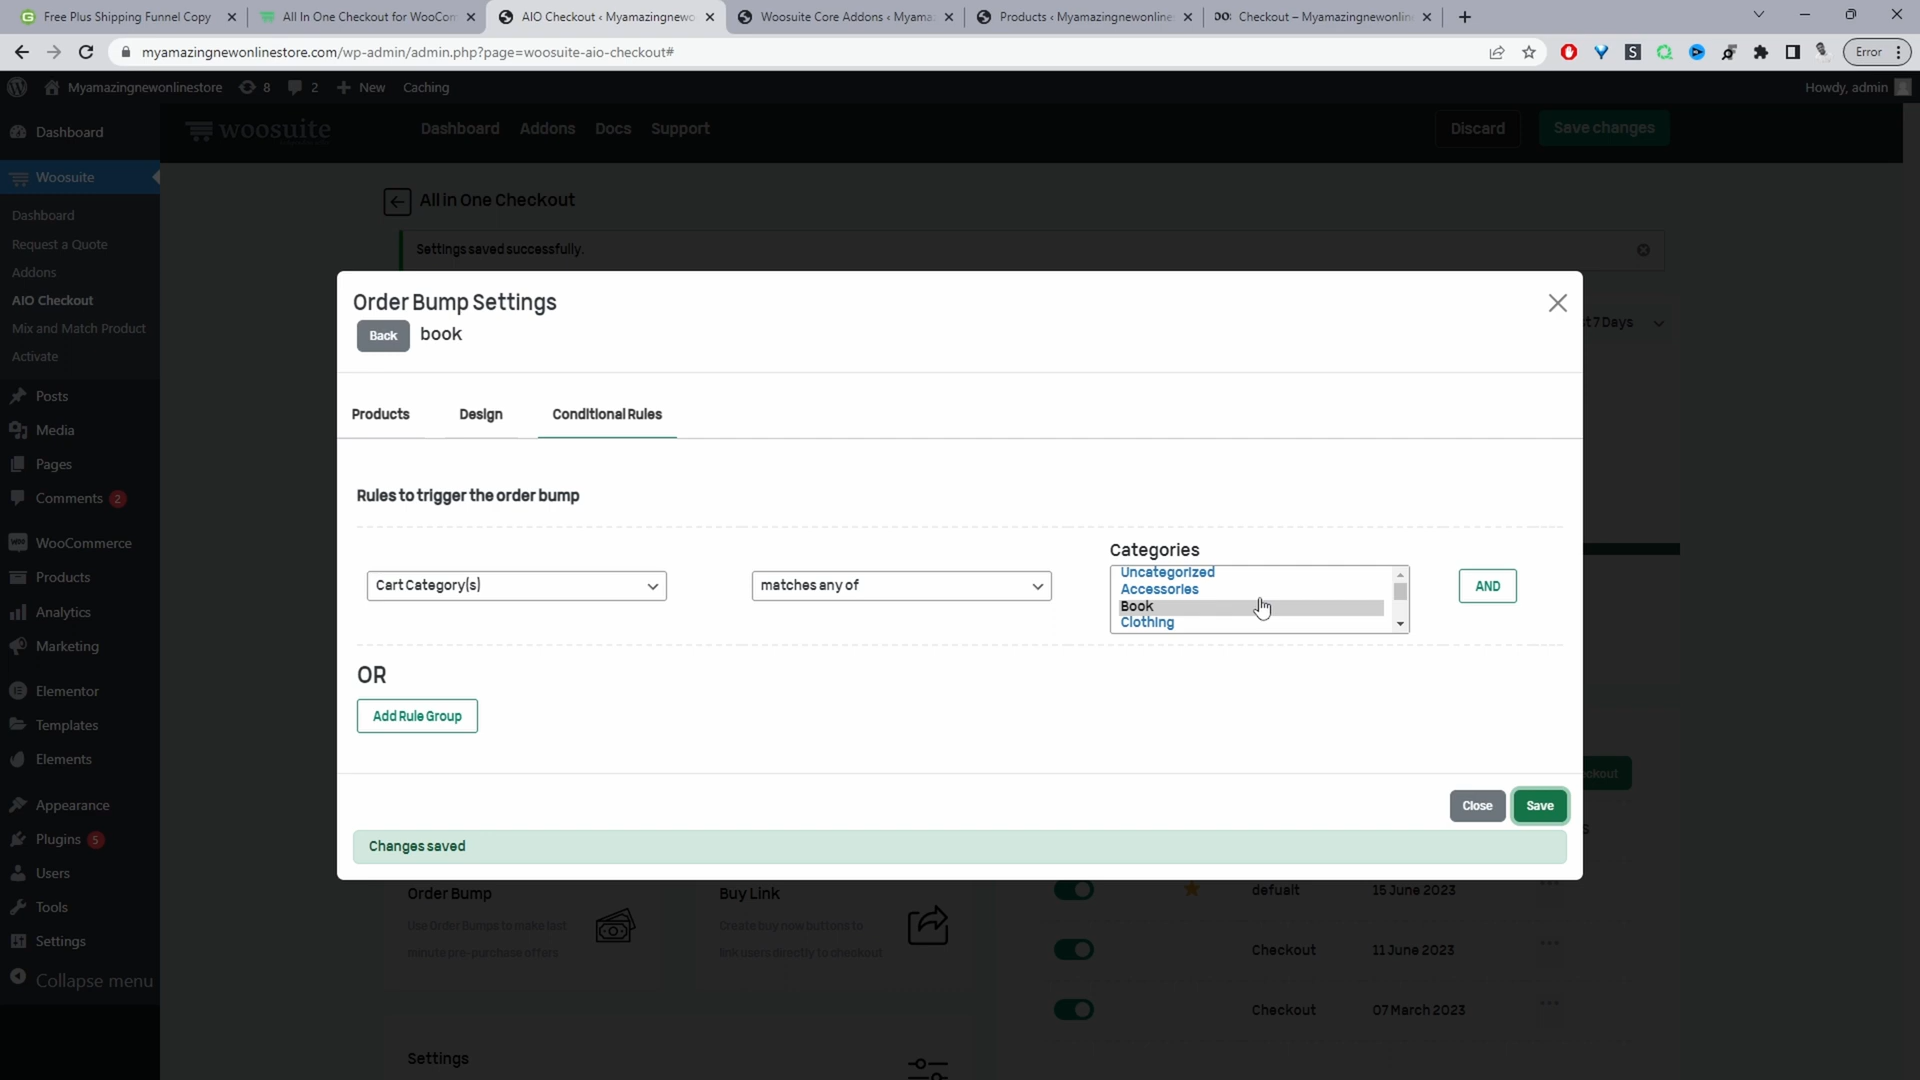 Free Plus Shipping Funnel Copy
All In One Checkout for WooCom
AIO Checkout ‹ Myamazingnewo
Woosuite Core Addons ‹ Myama
Products ‹ Myamazingnewonline
Checkout – Myamazingnewonlin
myamazingnewonlinestore.com/wp-admin/admin.php?page=woosuite-aio-checkout#
Error
Myamazingnewonlinestore
8
2
New
Caching
Howdy, admin
Dashboard
woosuite
Dashboard
Addons
Docs
Support
Discard
Save changes
Woosuite
Dashboard
Request a Quote
Addons
AIO Checkout
Mix and Match Product
Activate
Posts
Media
Pages
Comments 2
WooCommerce
Products
Analytics
Marketing
Elementor
Templates
Elements
Appearance
Plugins 5
Users
Tools
Settings
Collapse menu
All in One Checkout
Settings saved successfully.
t 7 Days
Order Bump Settings
Back
book
Products
Design
Conditional Rules
Rules to trigger the order bump
Cart Category(s)
matches any of
Categories
Uncategorized
Accessories
Book
Clothing
AND
OR
Add Rule Group
Close
Save
Changes saved
ckout
s
Order Bump
Use Order Bumps to make last
minute pre-purchase offers
Buy Link
Create buy now buttons to
link users directly to checkout
defualt
15 June 2023
Checkout
11 June 2023
Checkout
07 March 2023
Settings